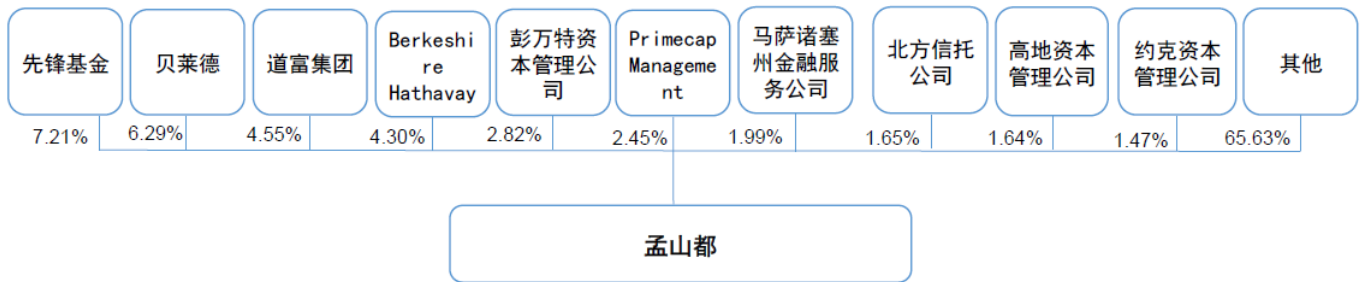 先锋基金
贝莱德
道富集团
Berkeshi
re
Hathavay
彭万特资
本管理公
司
Primecap
Manageme
nt
马萨诸塞
州金融服
务公司
北方信托
公司
高地资本
管理公司
约克资本
管理公司
其他
7.21%
6.29%
4.55%
4.30%
2.82%
2.45%
1.99%
1.65%
1.64%
1.47%
65.63%
孟山都